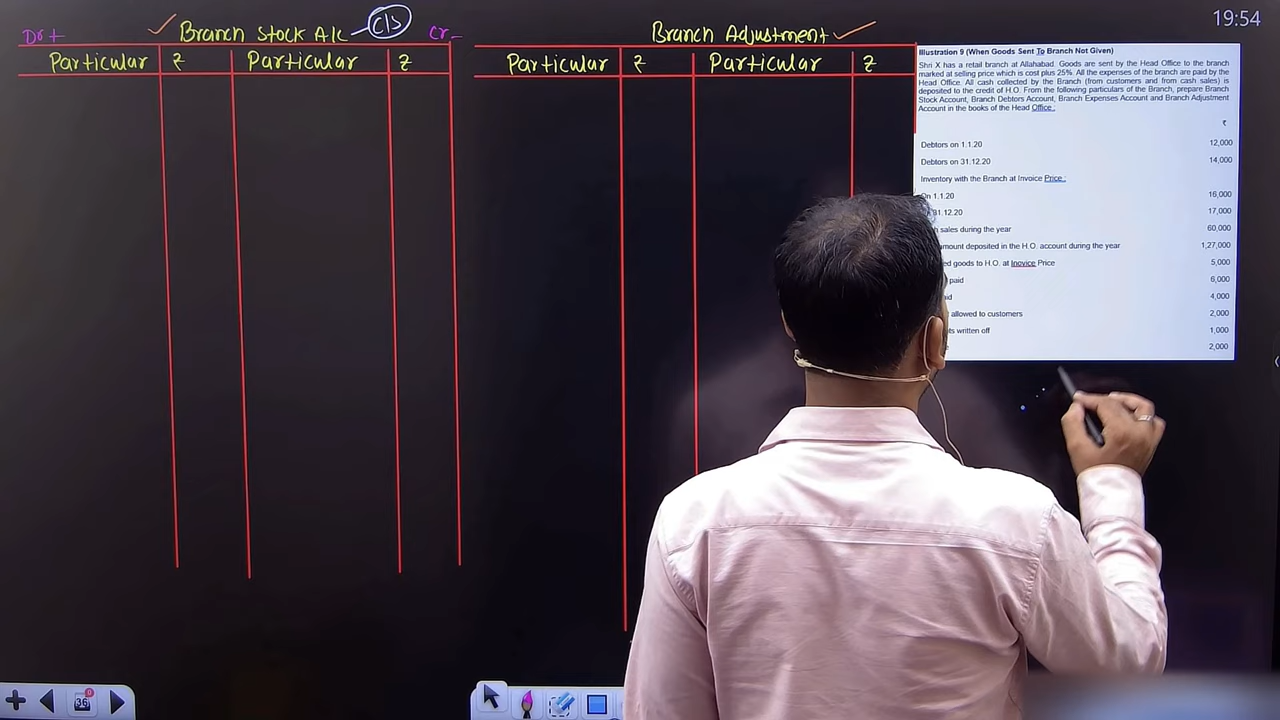 19:54
Dr +
Branch Stock A/c
C/S
Cr -
Branch Adjustment
Particular ₹ Particular ₹
Particular ₹ Particular ₹
Illustration 9 (When Goods Sent To Branch Not Given)
Shri X has a retail branch at Allahabad. Goods are sent by the Head Office to the branch
marked at selling price which is cost plus 25%. All the expenses of the branch are paid by the
Head Office. All cash collected by the Branch (from customers and from cash sales) is
deposited to the credit of H.O. From the following particulars of the Branch, prepare Branch
Stock Account, Branch Debtors Account, Branch Expenses Account and Branch Adjustment
Account in the books of the Head Office :
₹
Debtors on 1.1.20 12,000
Debtors on 31.12.20 14,000
Inventory with the Branch at Invoice Price :
On 1.1.20 16,000
31.12.20 17,000
sales during the year 60,000
amount deposited in the H.O. account during the year 1,27,000
goods to H.O. at Inovice Price 5,000
paid 6,000
4,000
allowed to customers 2,000
written off 1,000
2,000
36